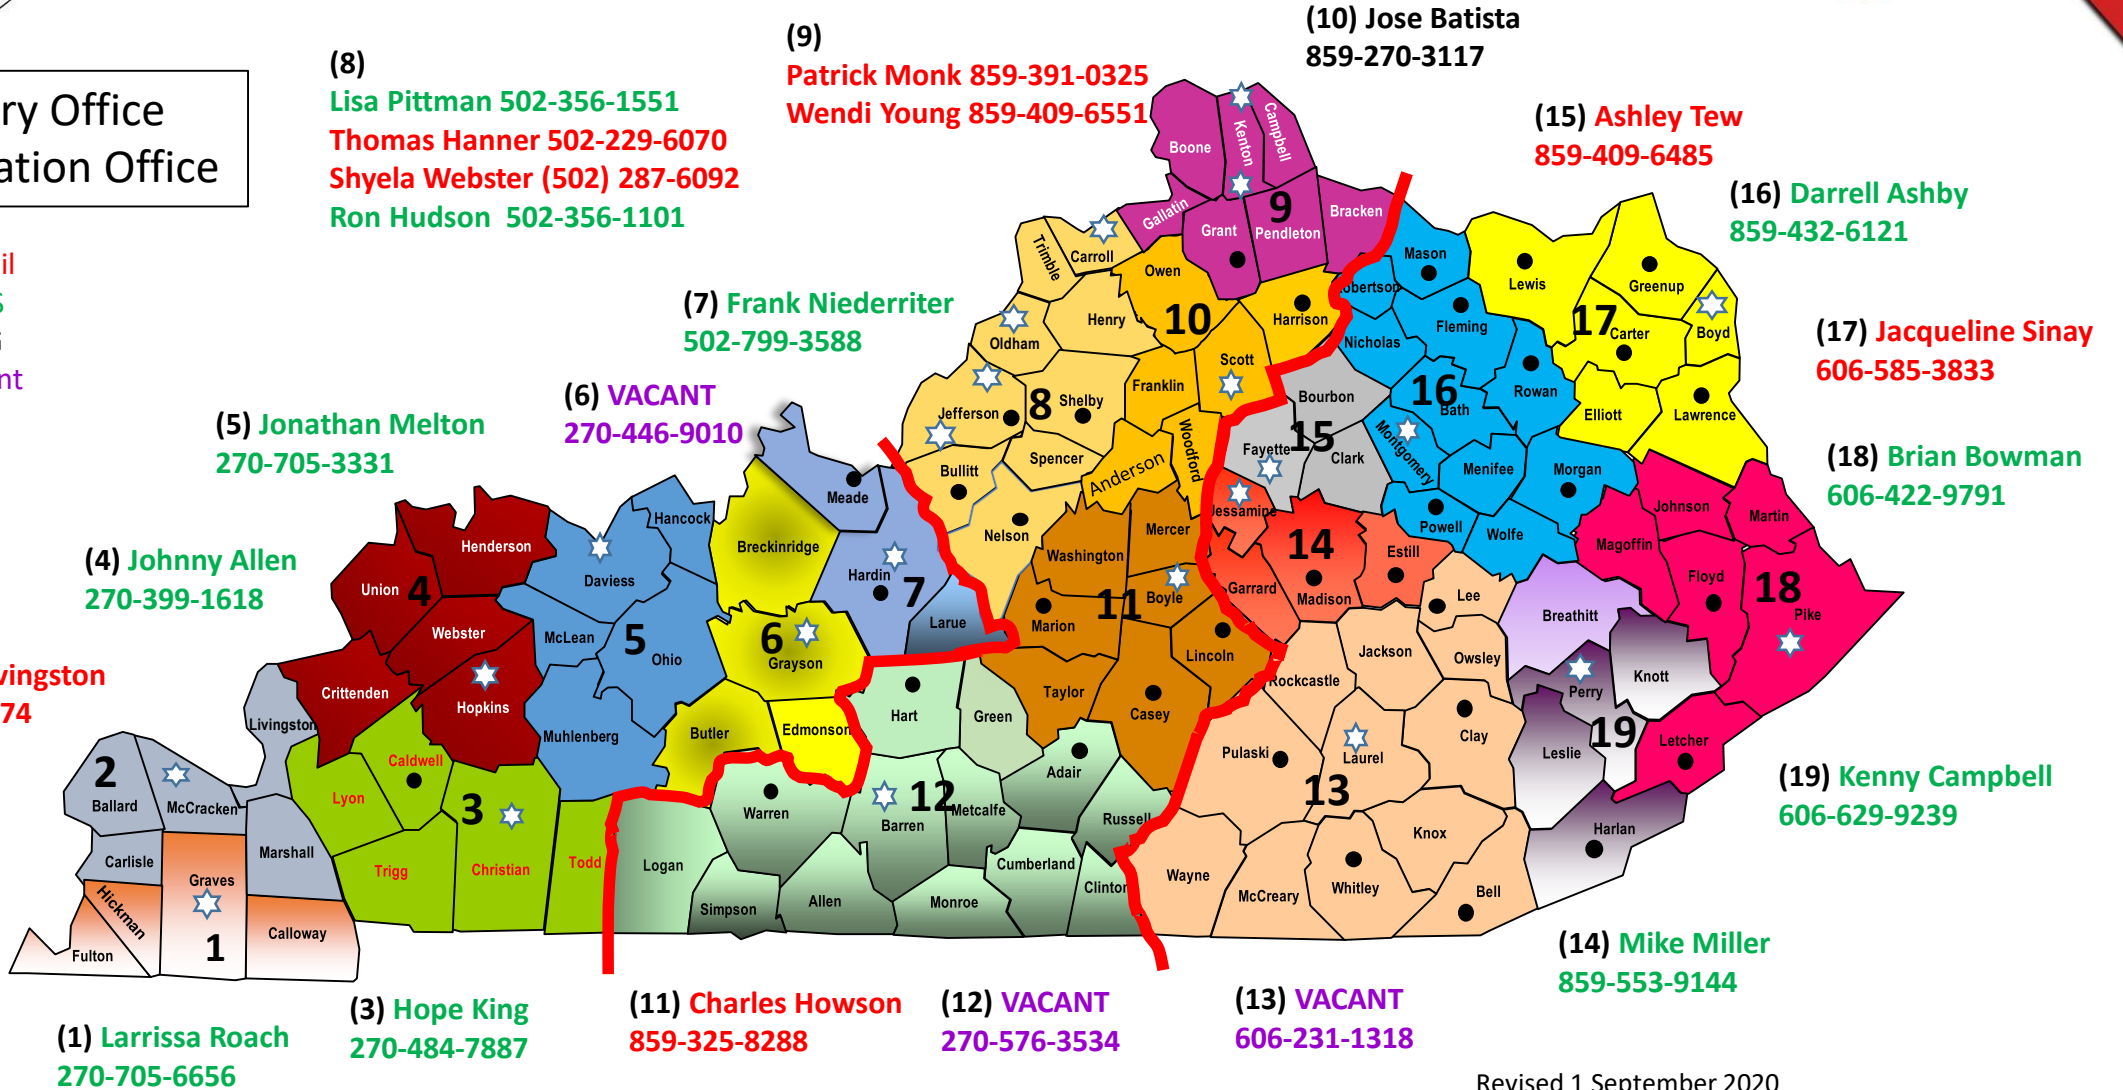 ry Office
ation Office
il
S
G
nt
(8)
Lisa Pittman 502-356-1551
Thomas Hanner 502-229-6070
Shyela Webster (502) 287-6092
Ron Hudson 502-356-1101
(9)
Patrick Monk 859-391-0325
Wendi Young 859-409-6551
(10) Jose Batista
859-270-3117
(15) Ashley Tew
859-409-6485
(16) Darrell Ashby
859-432-6121
(7) Frank Niederriter
502-799-3588
(17) Jacqueline Sinay
606-585-3833
(6) VACANT
270-446-9010
(5) Jonathan Melton
270-705-3331
(18) Brian Bowman
606-422-9791
(4) Johnny Allen
270-399-1618
vingston
74
(19) Kenny Campbell
606-629-9239
(14) Mike Miller
859-553-9144
(1) Larrissa Roach
270-705-6656
(3) Hope King
270-484-7887
(11) Charles Howson
859-325-8288
(12) VACANT
270-576-3534
(13) VACANT
606-231-1318
Revised 1 September 2020
Boone
Kenton
Campbell
Gallatin
Grant
9
Pendleton
Bracken
Trimble
Carroll
Owen
10
Harrison
Henry
Oldham
Scott
Franklin
Jefferson
8
Shelby
Spencer
Bullitt
Nelson
Anderson
Woodford
Mason
obertson
Fleming
Nicholas
16
Bath
Rowan
Montgomery
Menifee
Morgan
Powell
Wolfe
Lewis
Greenup
17
Carter
Boyd
Elliott
Lawrence
Bourbon
15
Fayette
Clark
Jessamine
14
Garrard
Madison
Estill
Johnson
Martin
Magoffin
Floyd
18
Pike
Letcher
Breathitt
Knott
Perry
19
Leslie
Harlan
Lee
Jackson
Owsley
Rockcastle
Clay
Laurel
Pulaski
13
Knox
Wayne
McCreary
Whitley
Bell
Mercer
Washington
11
Boyle
Marion
Lincoln
Taylor
Casey
Meade
Hardin
7
Larue
Breckinridge
6
Grayson
Butler
Edmonson
Hart
Green
Adair
Warren
12
Barren
Metcalfe
Russell
Logan
Simpson
Allen
Monroe
Cumberland
Clinton
Hancock
Daviess
McLean
5
Ohio
Muhlenberg
Henderson
Union
4
Webster
Crittenden
Hopkins
Caldwell
Lyon
3
Trigg
Christian
Todd
Livingston
2
Ballard
McCracken
Carlisle
Marshall
Graves
Hickman
1
Calloway
Fulton